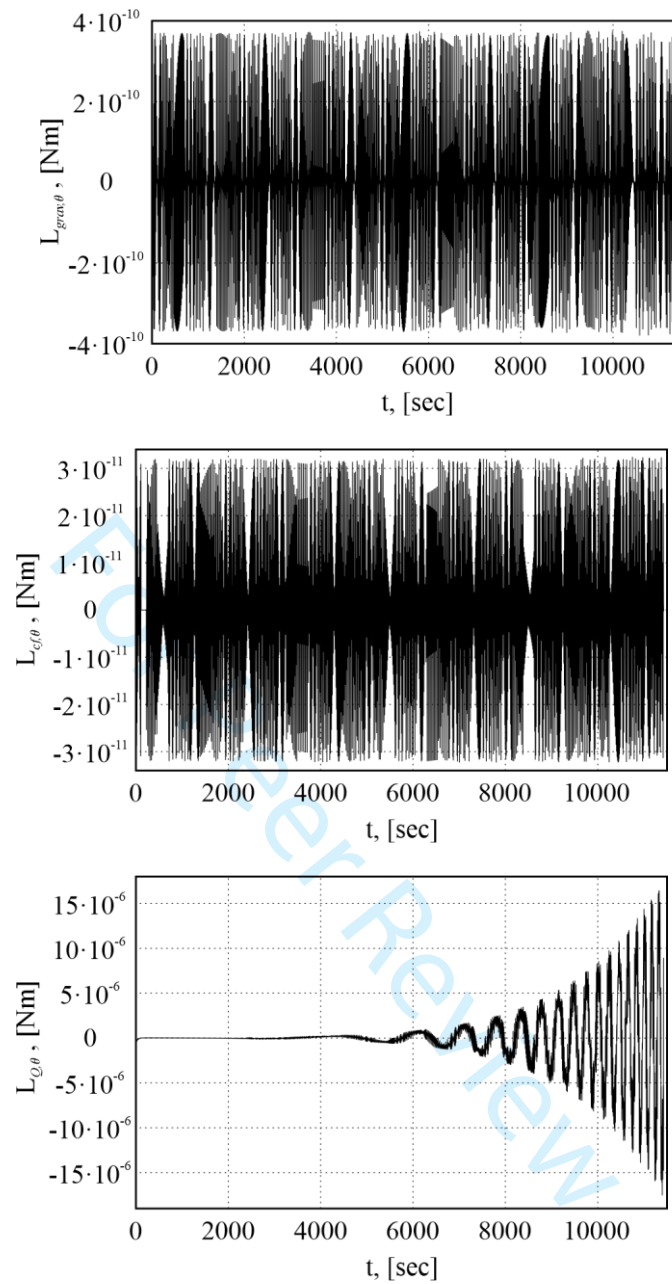 4·10⁻¹⁰
2·10⁻¹⁰
0
-2·10⁻¹⁰
-4·10⁻¹⁰
L_grav,θ , [Nm]
0 2000 4000 6000 8000 10000
t, [sec]
3·10⁻¹¹
2·10⁻¹¹
1·10⁻¹¹
0
-1·10⁻¹¹
-2·10⁻¹¹
-3·10⁻¹¹
L_cf,θ , [Nm]
0 2000 4000 6000 8000 10000
t, [sec]
15·10⁻⁶
10·10⁻⁶
5·10⁻⁶
0
-5·10⁻⁶
-10·10⁻⁶
-15·10⁻⁶
L_Q,θ , [Nm]
0 2000 4000 6000 8000 10000
t, [sec]
For Peer Review